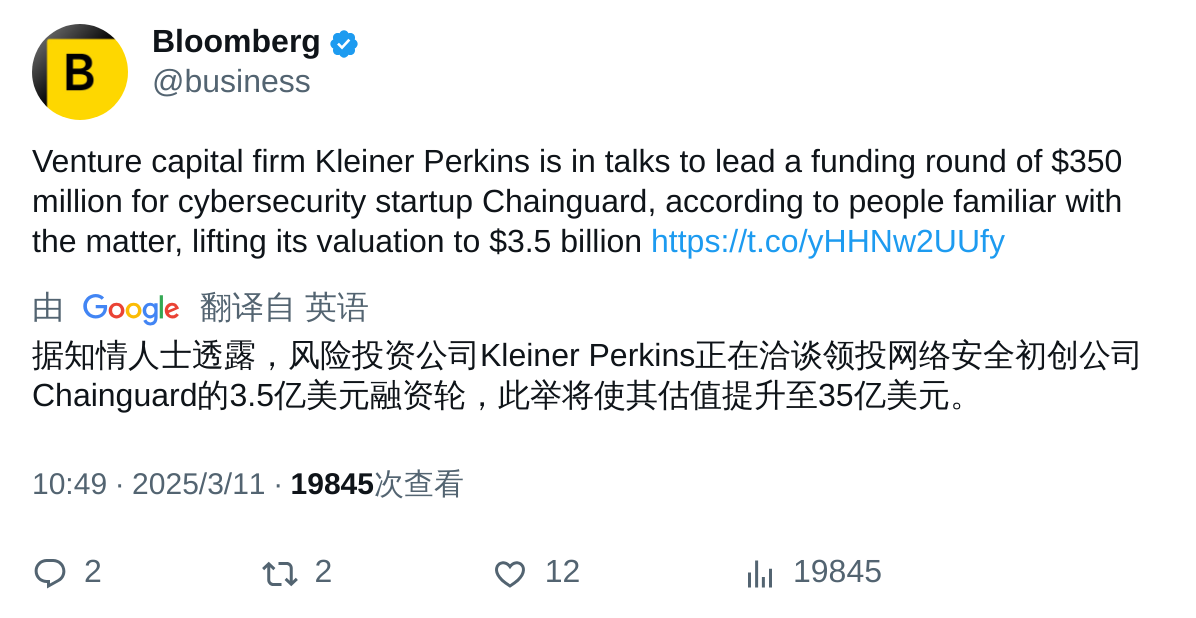 B
Bloomberg
@business
Venture capital firm Kleiner Perkins is in talks to lead a funding round of $350
million for cybersecurity startup Chainguard, according to people familiar with
the matter, lifting its valuation to $3.5 billion https://t.co/yHHNw2UUfy
由 Google 翻译自 英语
据知情人士透露，风险投资公司Kleiner Perkins正在洽谈领投网络安全初创公司
Chainguard的3.5亿美元融资轮，此举将使其估值提升至35亿美元。
10:49 · 2025/3/11 · 19845次查看
2 2 12 19845